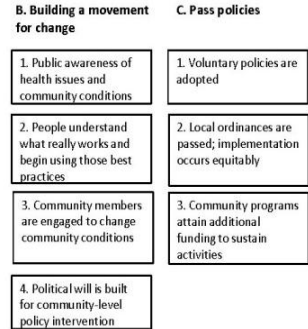 B. Building a movement
for change
1. Public awareness of
health issues and
community conditions
2. People understand
what really works and
begin using those best
practices
3. Community members
are engaged to change
community conditions
4. Political will is built
for community-level
policy intervention
C. Pass policies
1. Voluntary policies are
adopted
2. Local ordinances are
passed; implementation
occurs equitably
3. Community programs
attain additional
funding to sustain
activities